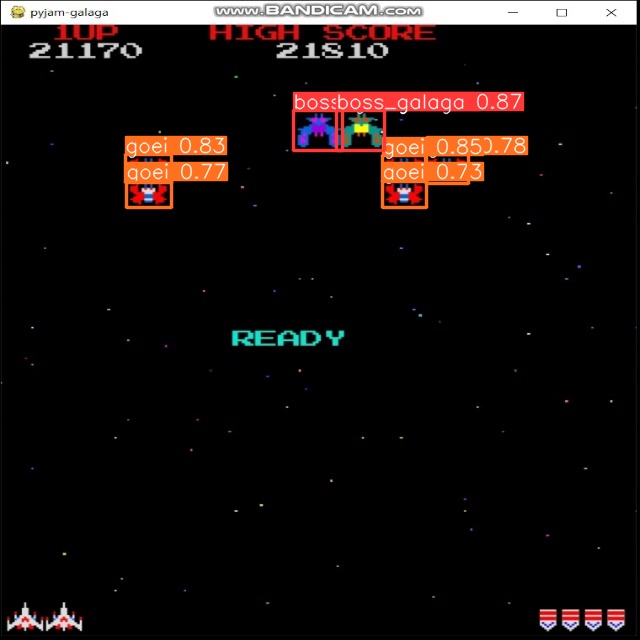 pyjam-galaga
www.BANDICAM.com
1UP HIGH SCORE
21170 21810
boss boss_galaga 0.87
goei 0.83 goei 0.85 0.78
goei 0.77 goei 0.73
READY